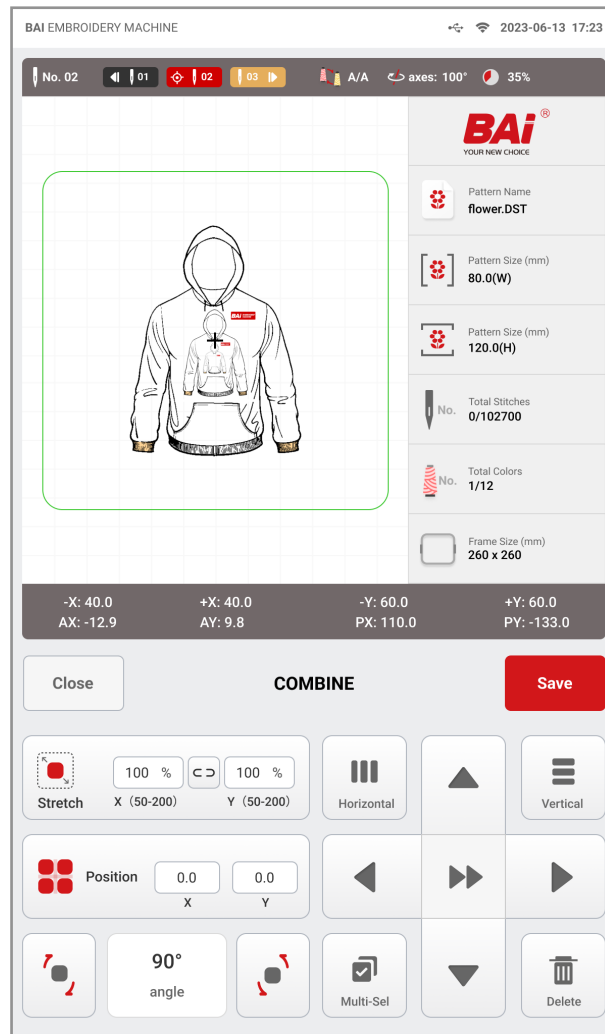 BAI EMBROIDERY MACHINE
2023-06-13 17:23
No. 02
01
02
03
A/A
axes: 100°
35%
BAi®
YOUR NEW CHOICE
Pattern Name
flower.DST
Pattern Size (mm)
80.0(W)
Pattern Size (mm)
120.0(H)
No.
Total Stitches
0/102700
No.
Total Colors
1/12
Frame Size (mm)
260 x 260
BAi
-X: 40.0 +X: 40.0 -Y: 60.0 +Y: 60.0
AX: -12.9 AY: 9.8 PX: 110.0 PY: -133.0
Close
COMBINE
Save
Stretch
100 %
100 %
X (50-200)
Y (50-200)
Horizontal
Vertical
Position
0.0
0.0
X
Y
90°
angle
Multi-Sel
Delete